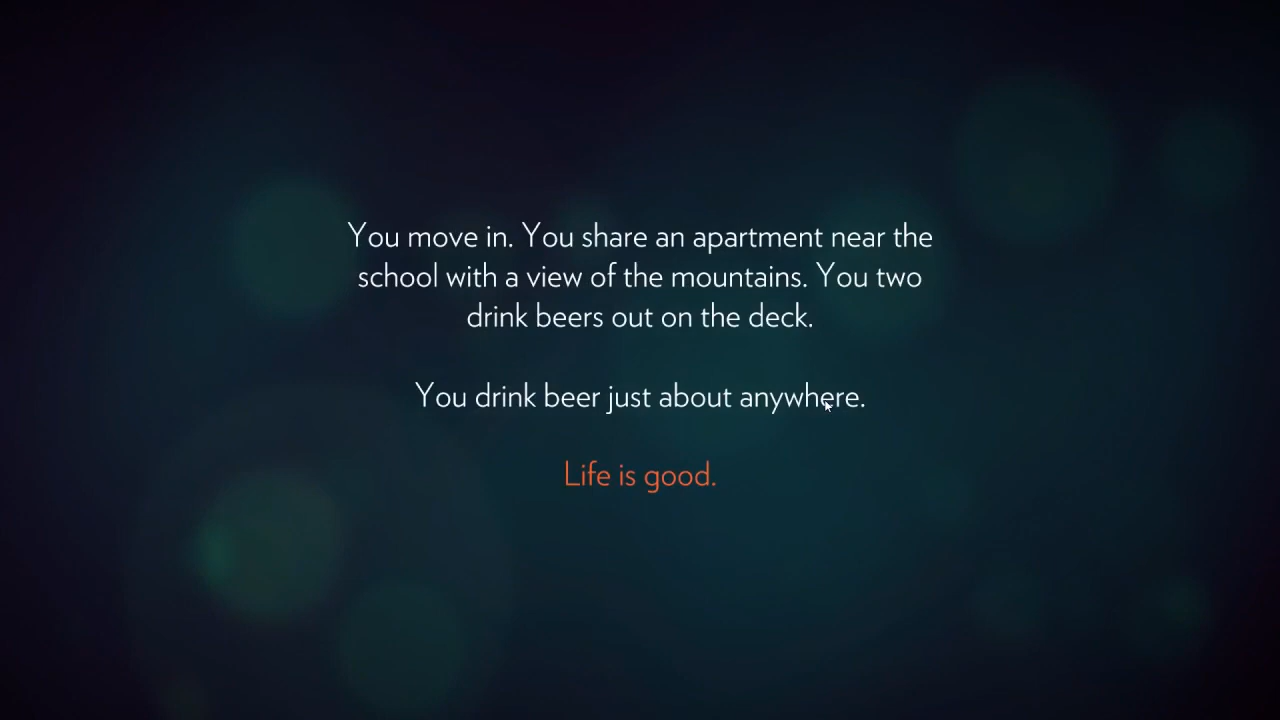 You move in. You share an apartment near the
school with a view of the mountains. You two
drink beers out on the deck.
You drink beer just about anywhere.
Life is good.